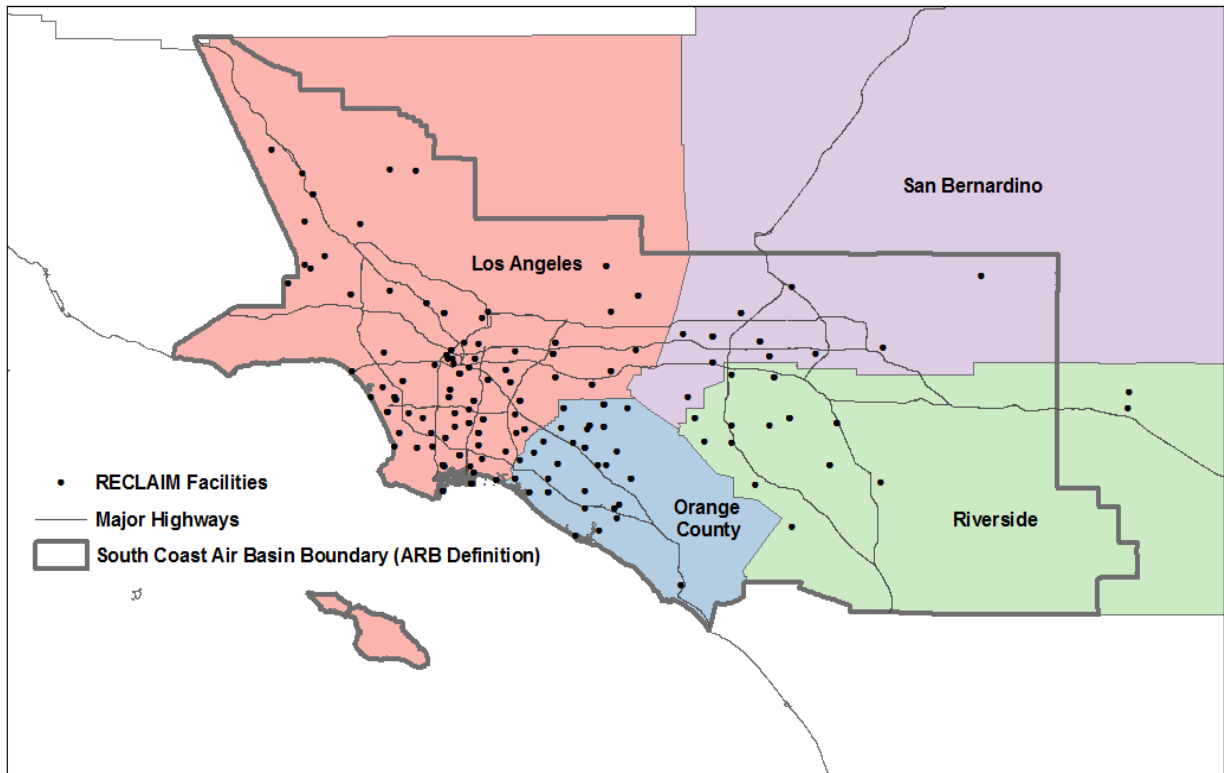 San Bernardino
Los Angeles
RECLAIM Facilities
Major Highways
South Coast Air Basin Boundary (ARB Definition)
Orange
County
Riverside